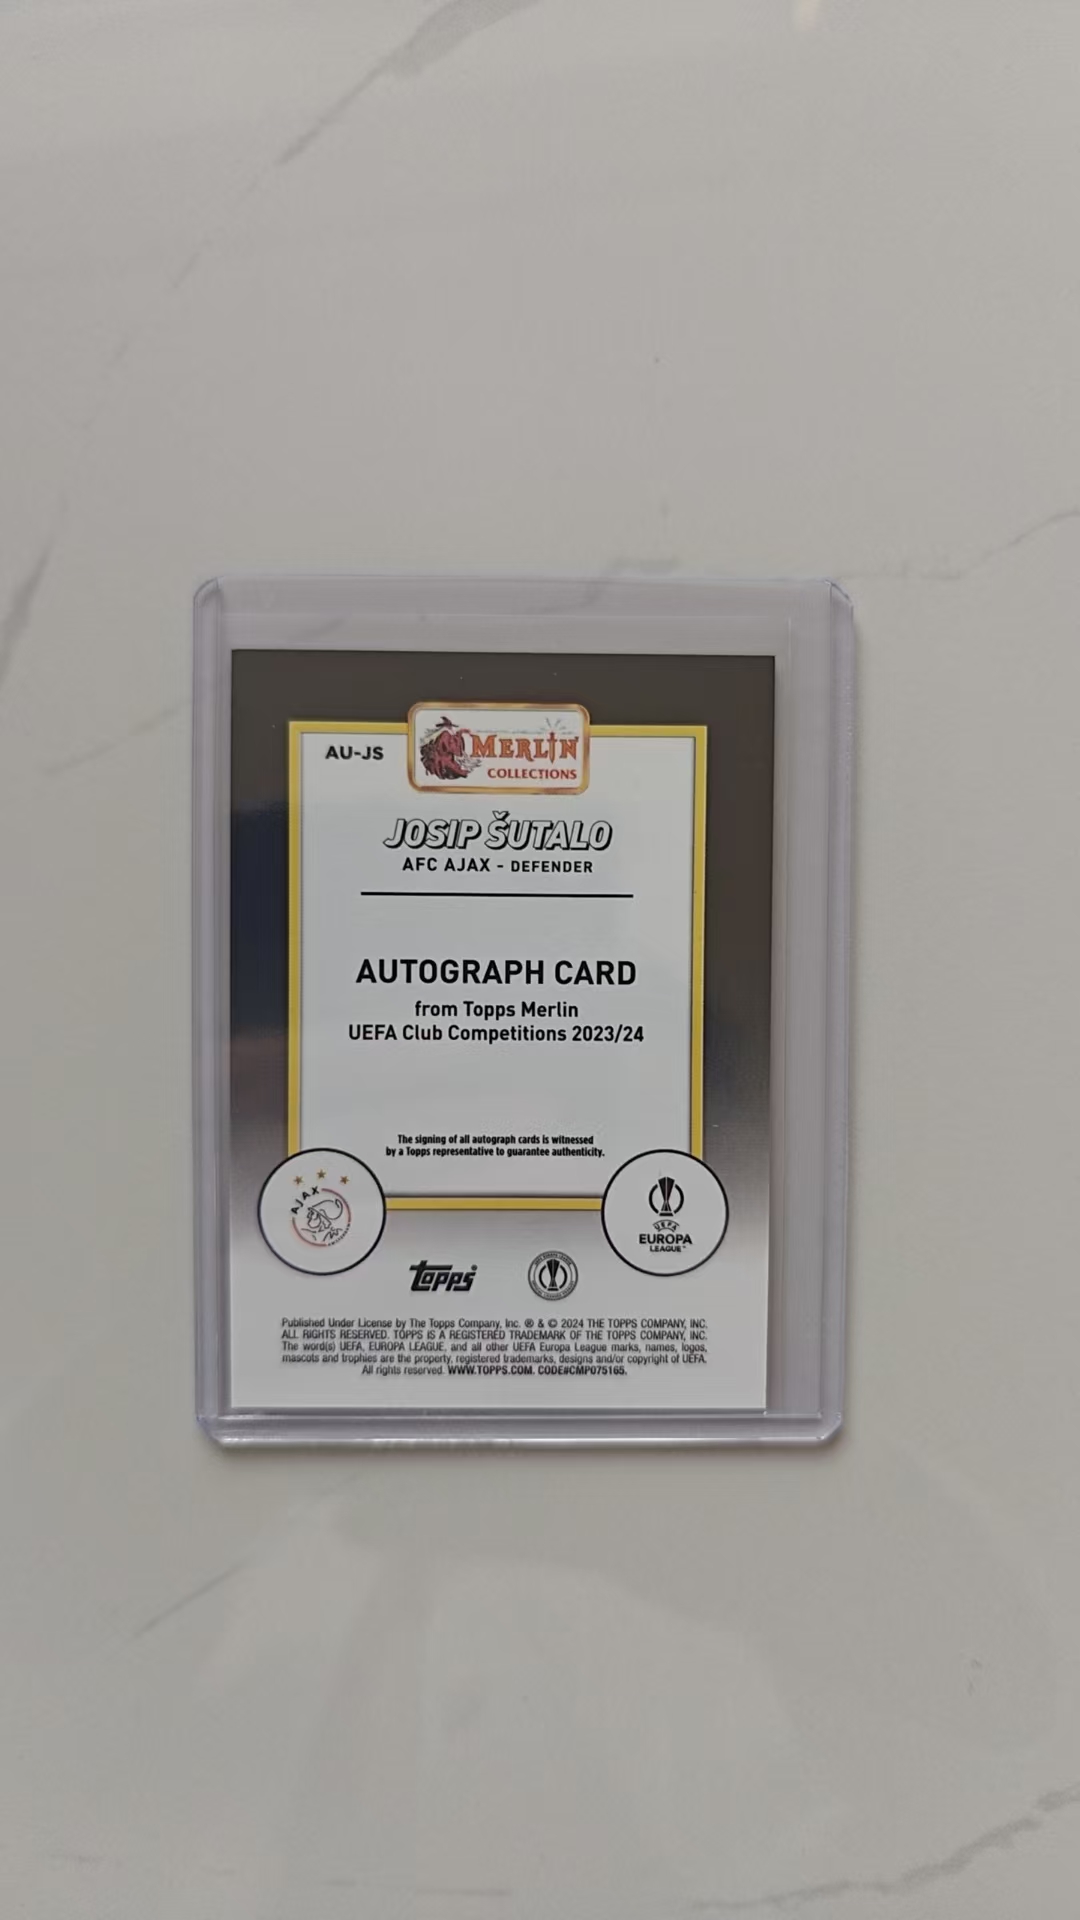 AU-JS
MERLIN
COLLECTIONS
JOSIP ŠUTALO
AFC AJAX - DEFENDER
AUTOGRAPH CARD
from Topps Merlin
UEFA Club Competitions 2023/24
The signing of all autograph cards is witnessed
by a Topps representative to guarantee authenticity.
AJAX
UEFA
EUROPA
LEAGUE™
topps®
Published Under License by The Topps Company, Inc. ® & © 2024 THE TOPPS COMPANY, INC.
ALL RIGHTS RESERVED. TOPPS IS A REGISTERED TRADEMARK OF THE TOPPS COMPANY, INC.
The word(s) UEFA, EUROPA LEAGUE, and all other UEFA Europa League marks, names, logos,
mascots and trophies are the property, registered trademarks, designs and/or copyright of UEFA.
All rights reserved. WWW.TOPPS.COM. CODE#CMP075165.